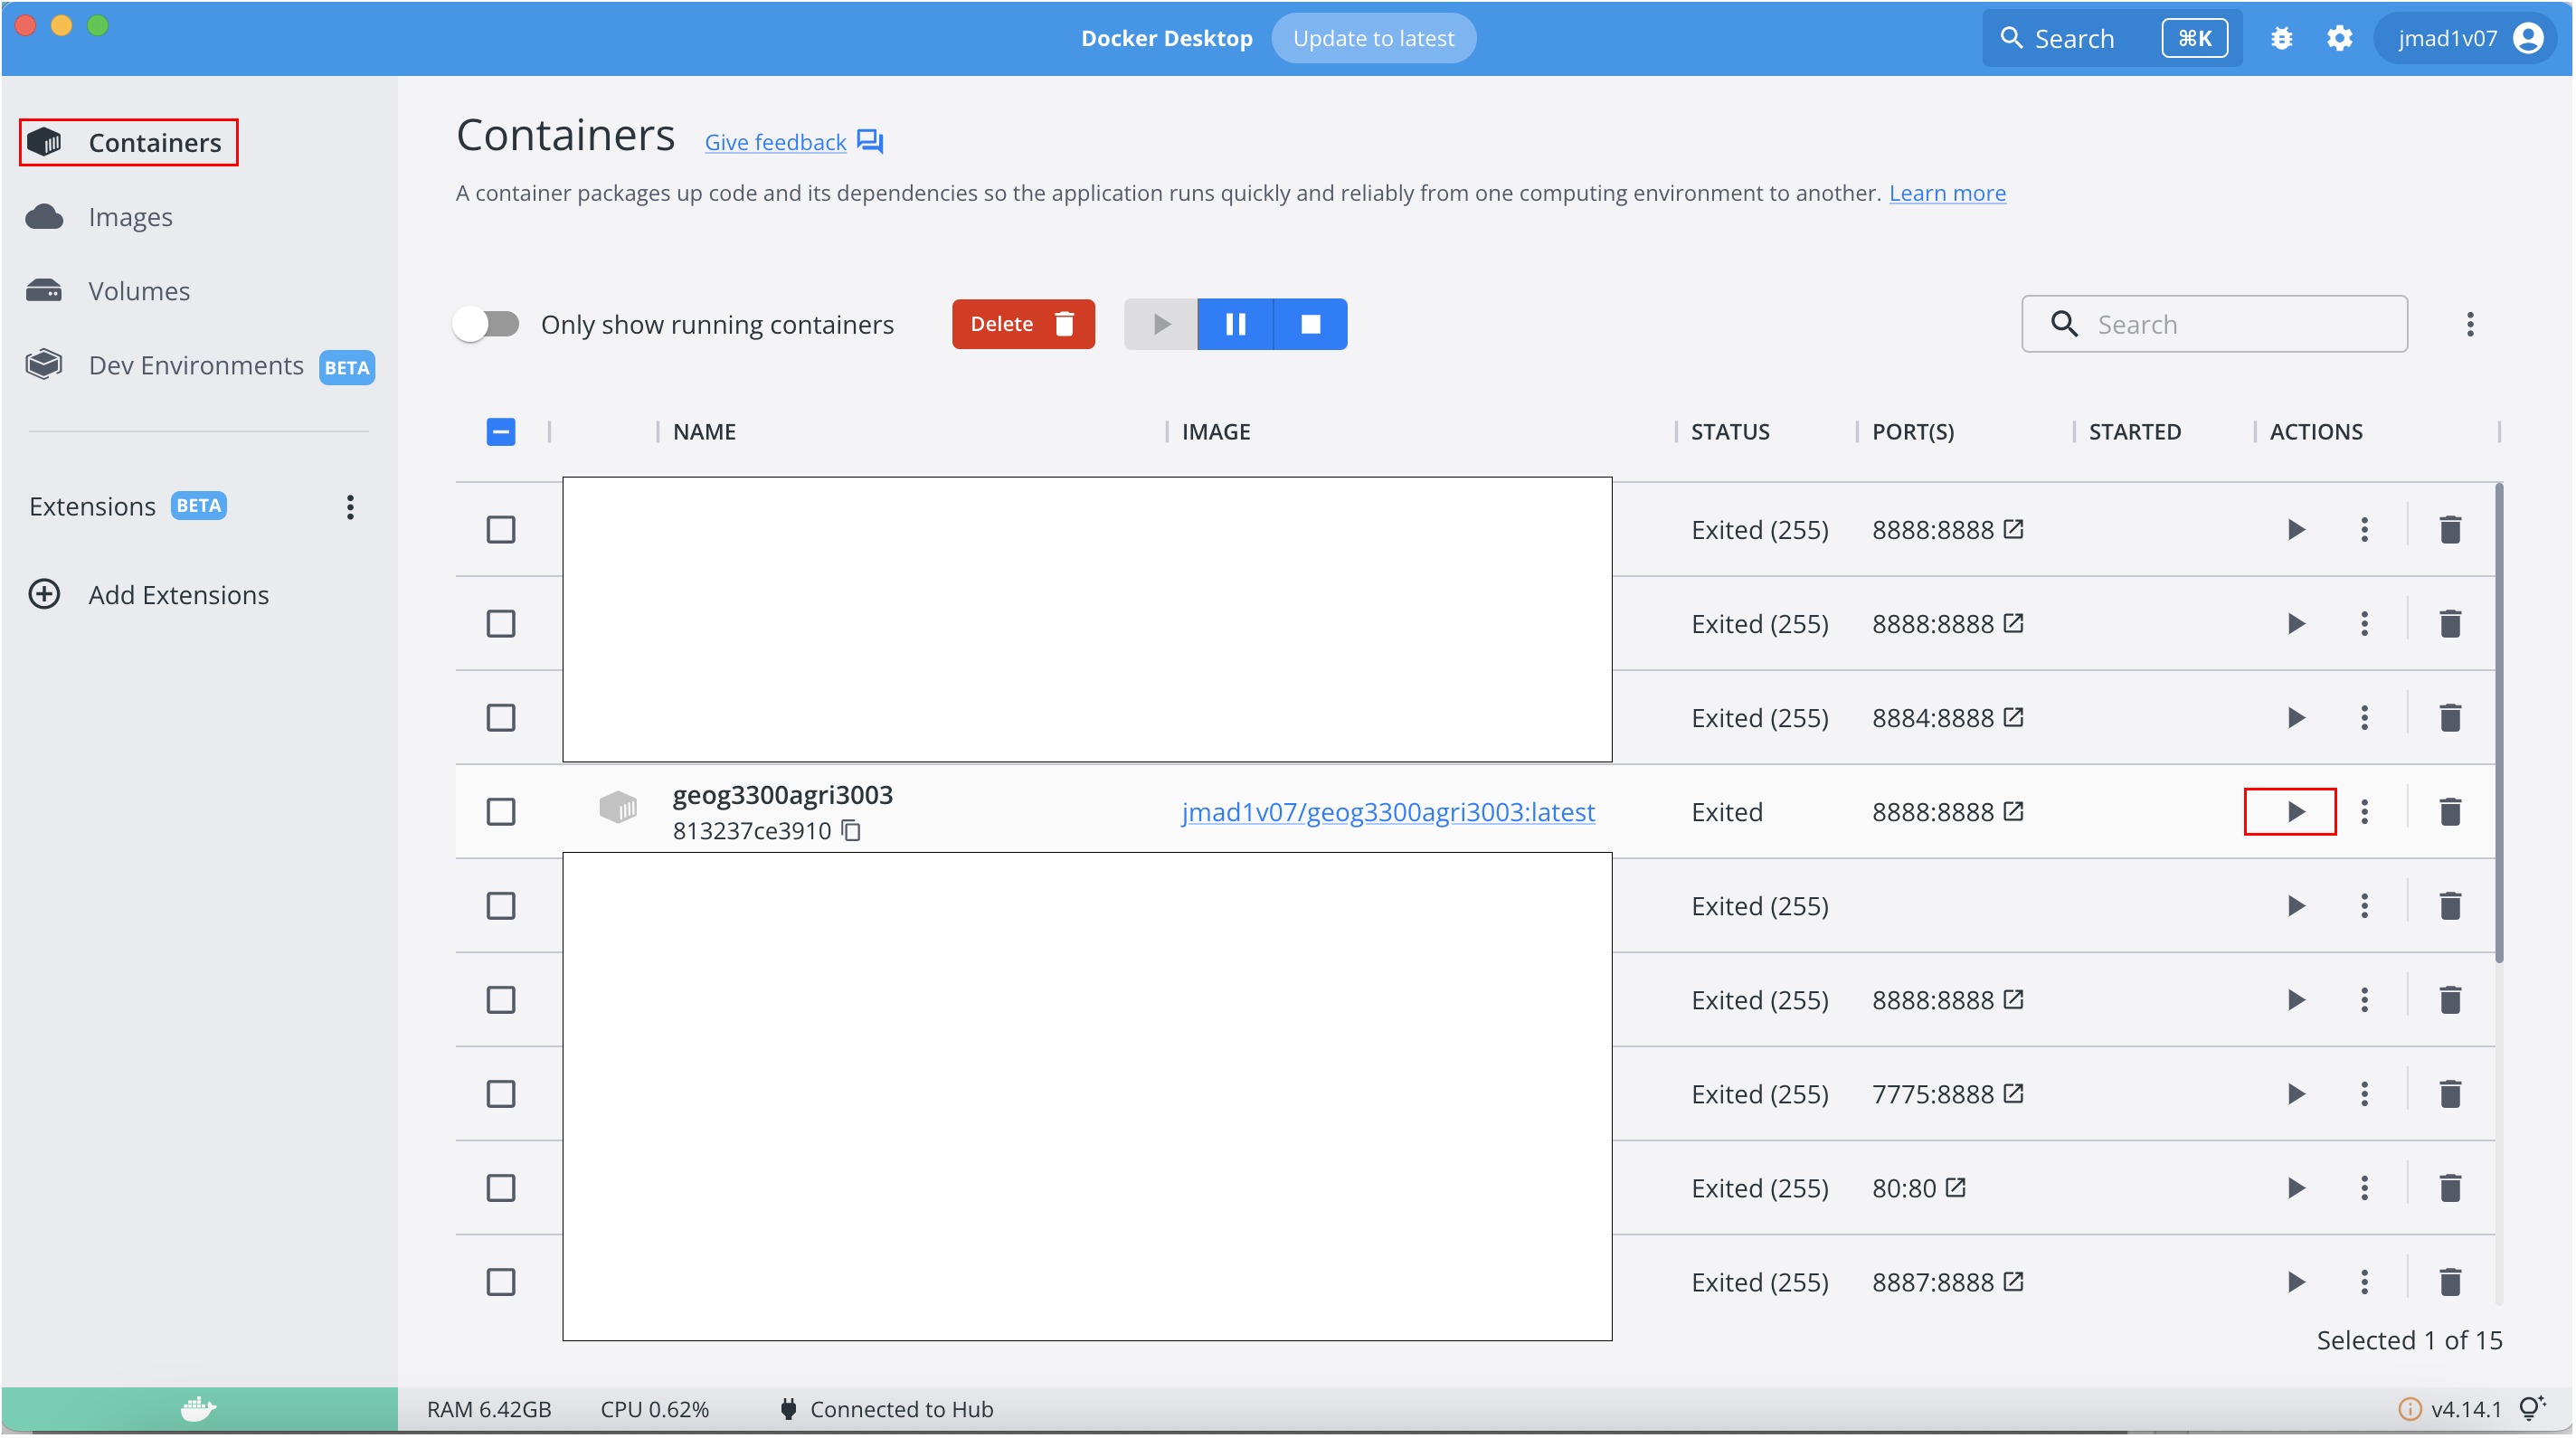 Docker Desktop Update to latest Search ⌘K jmad1v07
Containers
Images
Volumes
Dev Environments BETA
Extensions BETA
Add Extensions
Containers Give feedback
A container packages up code and its dependencies so the application runs quickly and reliably from one computing environment to another. Learn more
Only show running containers Delete Search
NAME IMAGE STATUS PORT(S) STARTED ACTIONS
Exited (255) 8888:8888
Exited (255) 8888:8888
Exited (255) 8884:8888
geog3300agri3003
813237ce3910
jmad1v07/geog3300agri3003:latest Exited 8888:8888
Exited (255)
Exited (255) 8888:8888
Exited (255) 7775:8888
Exited (255) 80:80
Exited (255) 8887:8888
Selected 1 of 15
RAM 6.42GB CPU 0.62% Connected to Hub v4.14.1